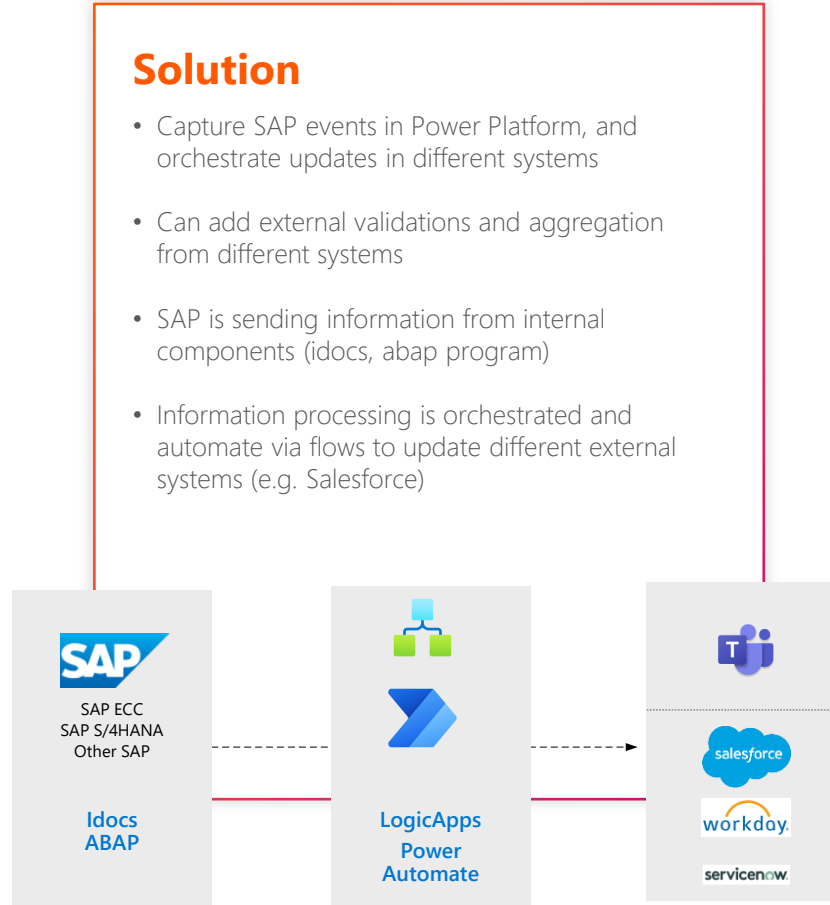 Solution
• Capture SAP events in Power Platform, and
orchestrate updates in different systems
• Can add external validations and aggregation
from different systems
• SAP is sending information from internal
components (idocs, abap program)
• Information processing is orchestrated and
automate via flows to update different external
systems (e.g. Salesforce)
SAP
SAP ECC
SAP S/4HANA
Other SAP
Idocs
ABAP
LogicApps
Power
Automate
T
salesforce
workday.
servicenow.